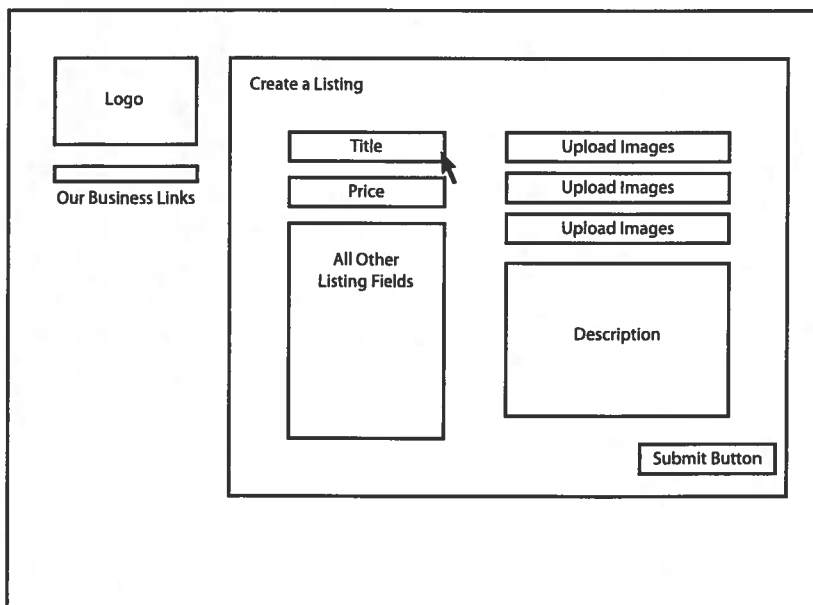 Logo
Our Business Links
Create a Listing
Title
Price
All Other
Listing Fields
Upload Images
Upload Images
Upload Images
Description
Submit Button